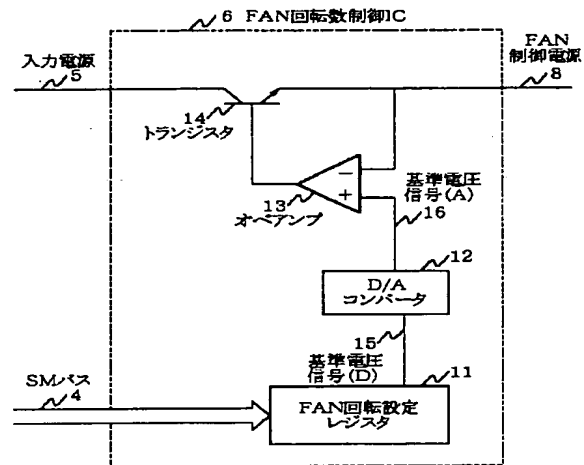 6 FAN回転数制御IC
入力電源
5
FAN
制御電源
8
14
トランジスタ
－
＋
13
オペアンプ
基準電圧
信号(A)
16
12
D/A
コンバータ
15
基準電圧
信号(D)
11
SMバス
4
FAN回転設定
レジスタ